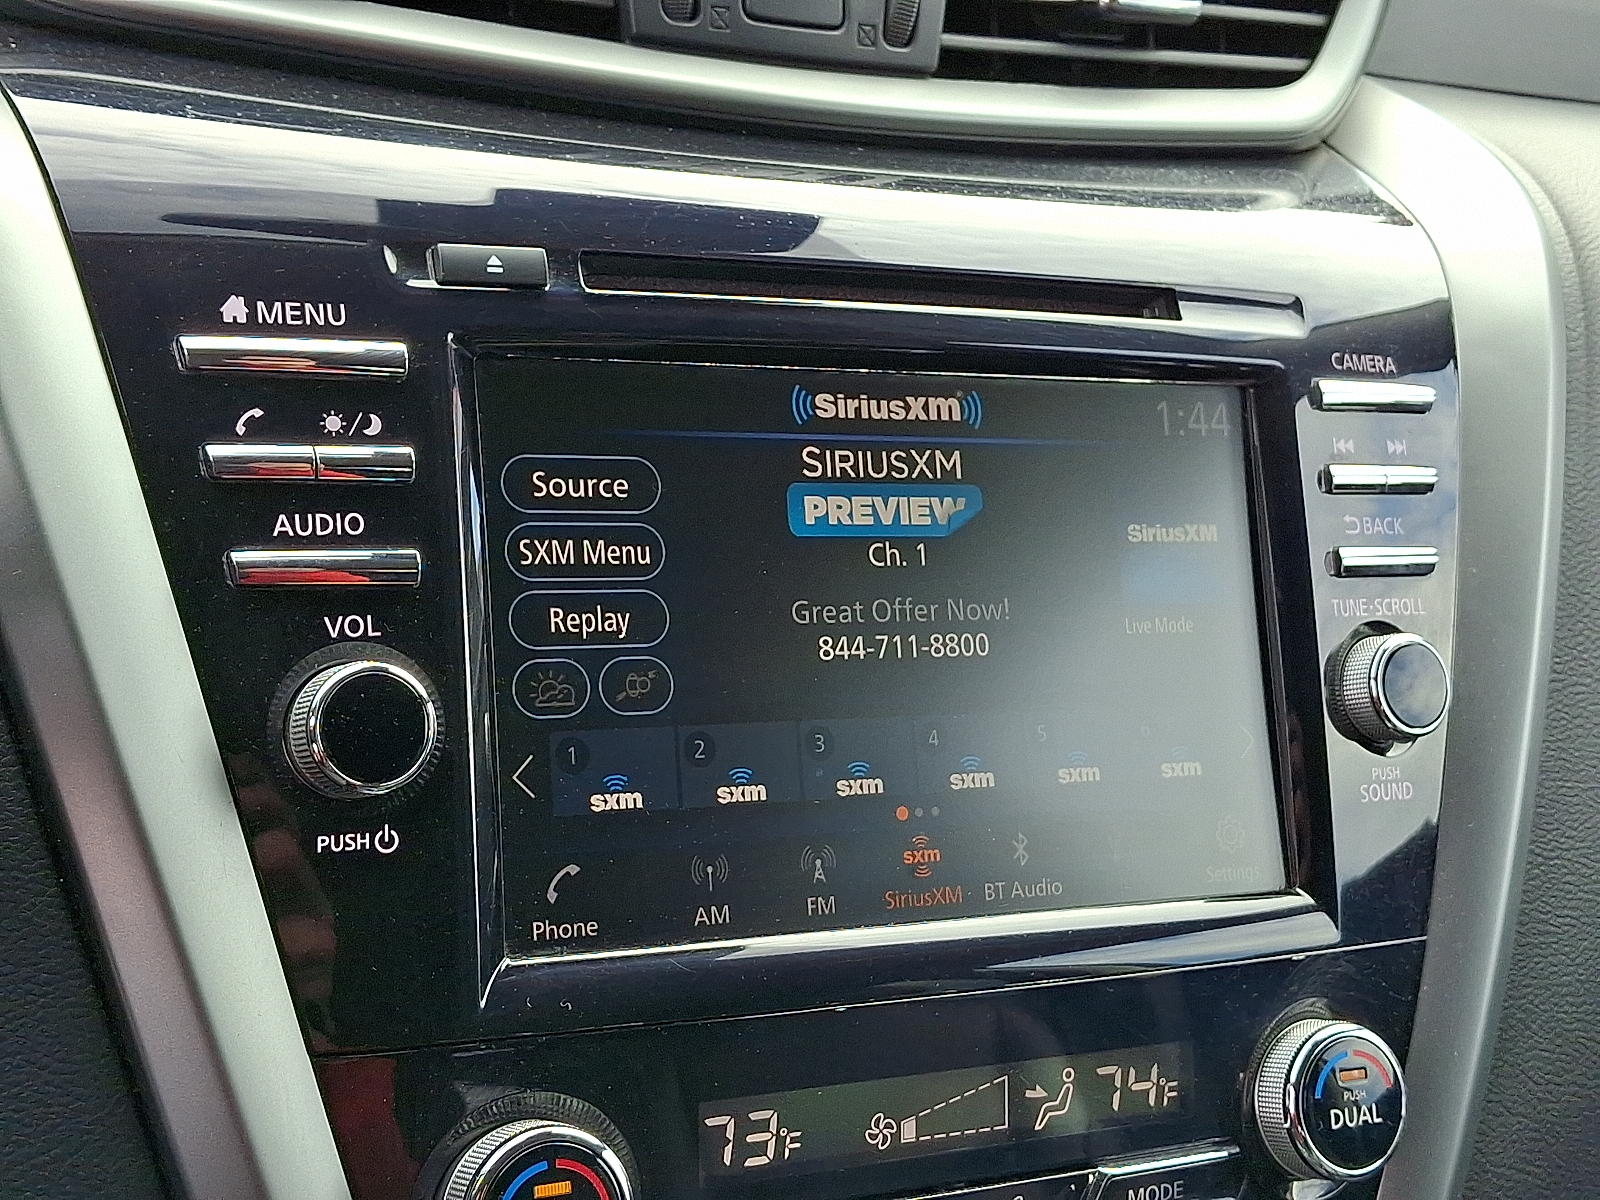 MENU
AUDIO
VOL
PUSH
SiriusXM
1:44
SIRIUSXM
PREVIEW
Ch. 1
Great Offer Now!
844-711-8800
Source
SXM Menu
Replay
SiriusXM
Live Mode
1
2
3
4
5
sxm
sxm
sxm
sxm
sxm
sxm
Phone
AM
FM
sxm
SiriusXM
BT Audio
Settings
CAMERA
BACK
TUNE·SCROLL
PUSH
SOUND
73°F
74°F
PUSH
DUAL
MODE